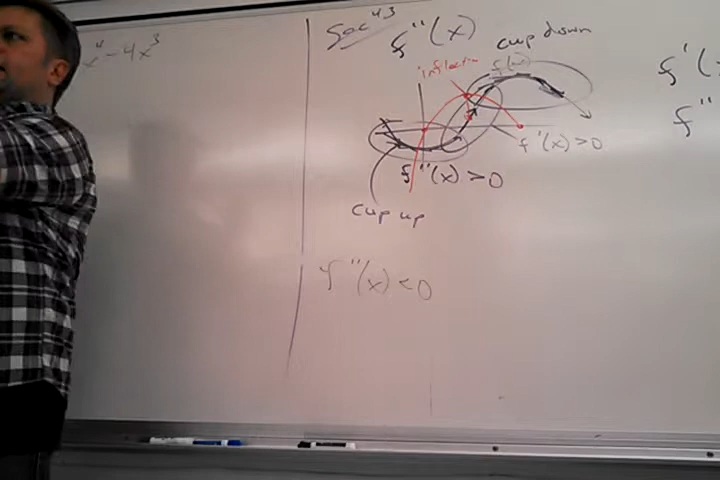 x⁴ - 4x³
Sec 4.3
f''(x)
cup down
inflection
f(x)
f'(x) > 0
f''(x) > 0
cup up
f''(x) < 0
f'(x
f''